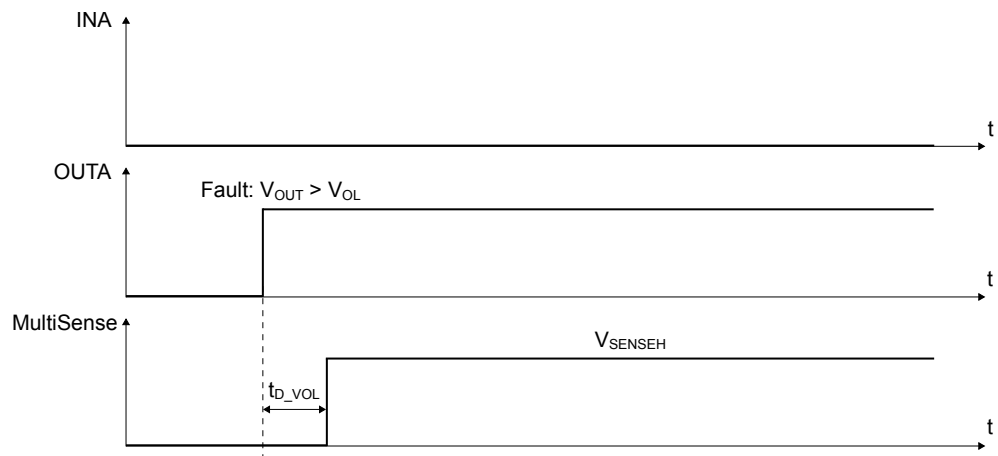 INA
t
OUTA
Fault: V_OUT > V_OL
t
MultiSense
V_SENSEH
t_D_VOL
t